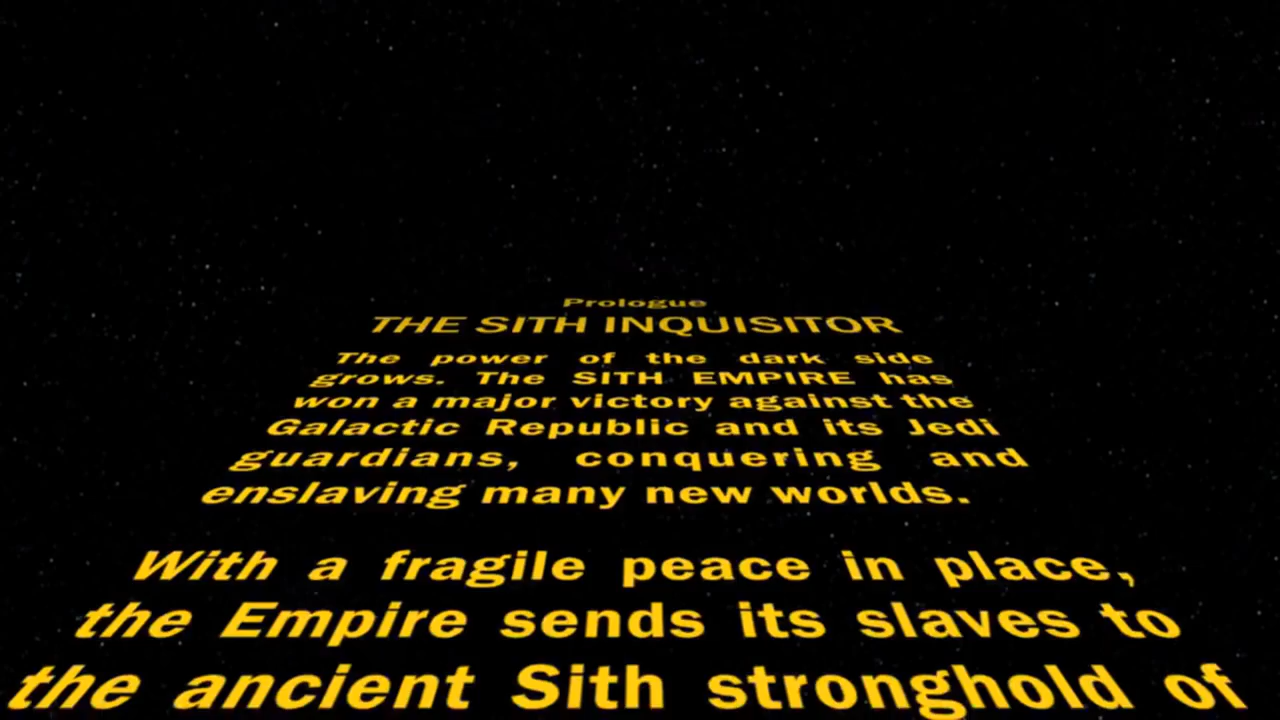 Prologue
THE SITH INQUISITOR
The power of the dark side
grows. The SITH EMPIRE has
won a major victory against the
Galactic Republic and its Jedi
guardians, conquering and
enslaving many new worlds.
With a fragile peace in place,
the Empire sends its slaves to
the ancient Sith stronghold of